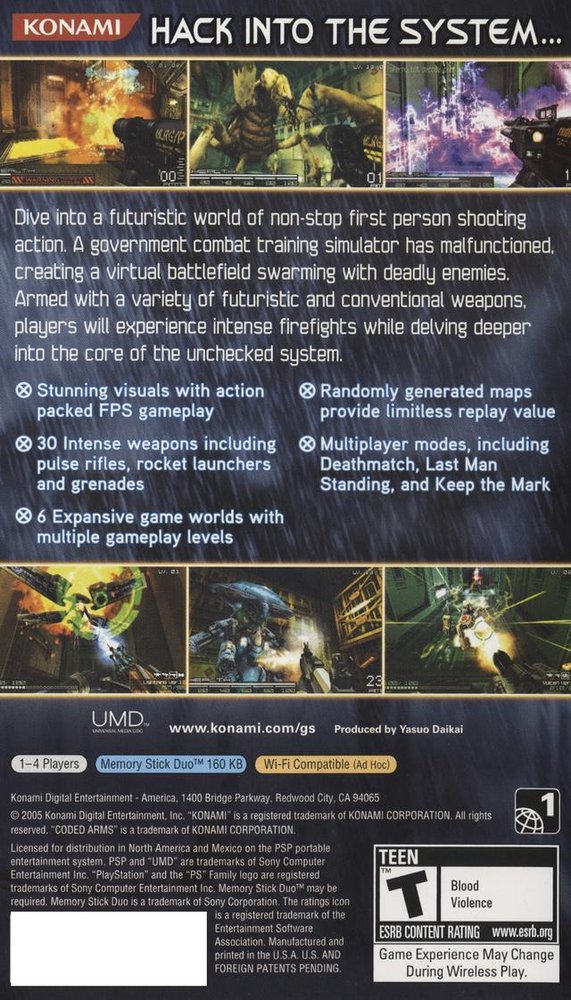 KONAMI
HACK INTO THE SYSTEM...
Dive into a futuristic world of non-stop first person shooting
action. A government combat training simulator has malfunctioned,
creating a virtual battlefield swarming with deadly enemies.
Armed with a variety of futuristic and conventional weapons,
players will experience intense firefights while delving deeper
into the core of the unchecked system.
Stunning visuals with action
packed FPS gameplay
30 Intense weapons including
pulse rifles, rocket launchers
and grenades
6 Expansive game worlds with
multiple gameplay levels
Randomly generated maps
provide limitless replay value
Multiplayer modes, including
Deathmatch, Last Man
Standing, and Keep the Mark
UMD™
UNIVERSAL MEDIA DISC
www.konami.com/gs
Produced by Yasuo Daikai
1–4 Players
Memory Stick Duo™ 160 KB
Wi-Fi Compatible (Ad Hoc)
Konami Digital Entertainment - America, 1400 Bridge Parkway, Redwood City, CA 94065
© 2005 Konami Digital Entertainment, Inc. “KONAMI” is a registered trademark of KONAMI CORPORATION. All rights
reserved. “CODED ARMS” is a trademark of KONAMI CORPORATION.
Licensed for distribution in North America and Mexico on the PSP portable
entertainment system. PSP and “UMD” are trademarks of Sony Computer
Entertainment Inc. “PlayStation” and the “PS” Family logo are registered
trademarks of Sony Computer Entertainment Inc. Memory Stick Duo™ may be
required. Memory Stick Duo is a trademark of Sony Corporation. The ratings icon
is a registered trademark of the
Entertainment Software
Association. Manufactured and
printed in the U.S.A. U.S. AND
FOREIGN PATENTS PENDING.
1
TEEN
T™
Blood
Violence
ESRB CONTENT RATING www.esrb.org
Game Experience May Change
During Wireless Play.